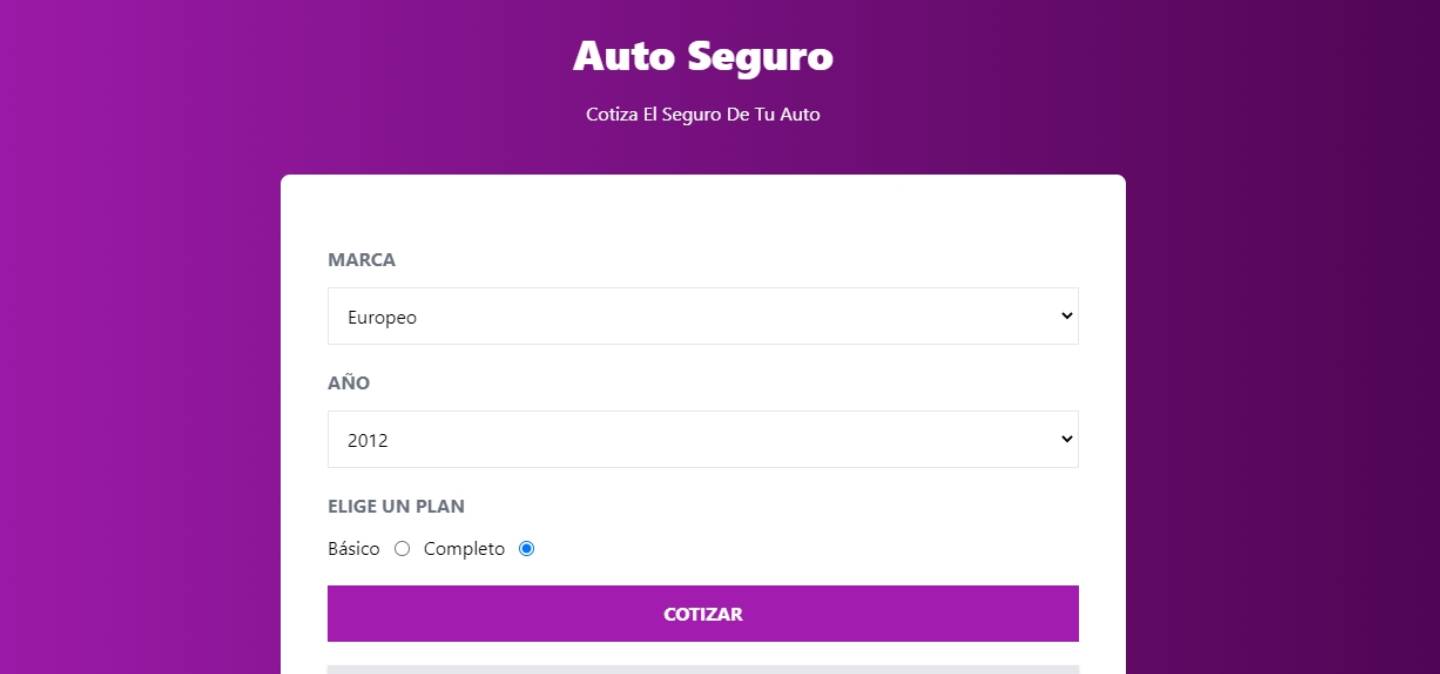 Auto Seguro
Cotiza El Seguro De Tu Auto
MARCA
Europeo
AÑO
2012
ELIGE UN PLAN
Básico Completo
COTIZAR